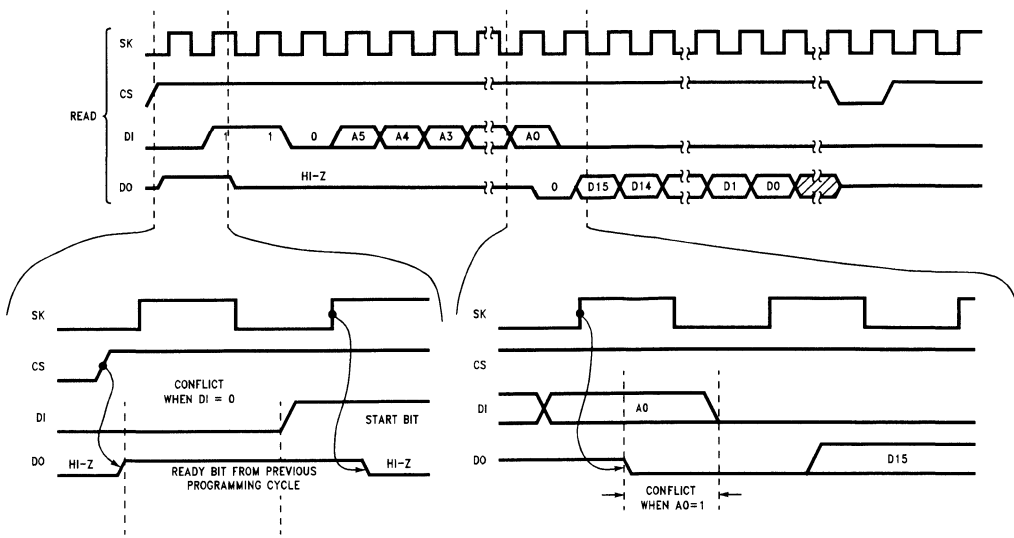 SK
CS
READ
DI 1 1 0 A5 A4 A3 A0
DO HI-Z 0 D15 D14 D1 D0
SK
CS
CONFLICT
WHEN DI = 0
DI START BIT
DO HI-Z READY BIT FROM PREVIOUS
PROGRAMMING CYCLE HI-Z
SK
CS
DI A0
DO D15
CONFLICT
WHEN A0=1